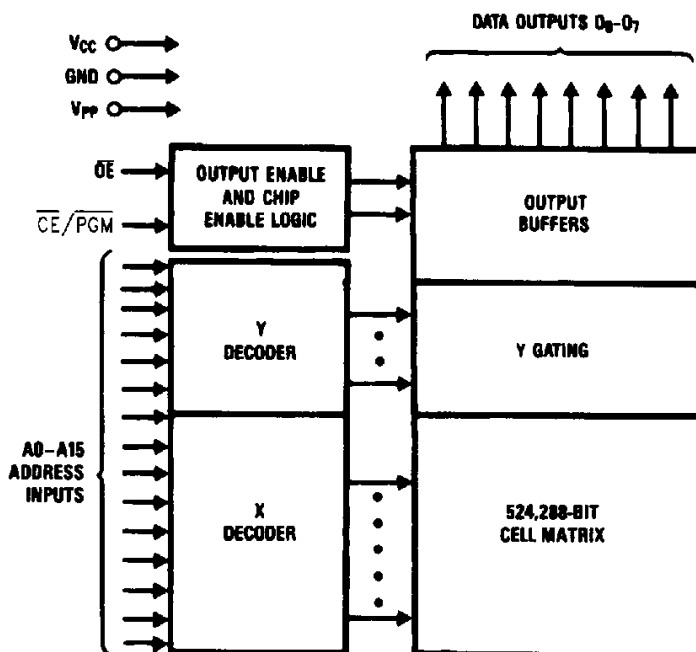 DATA OUTPUTS O₀-O₇
VCC
GND
VPP
OE
CE/PGM
OUTPUT ENABLE
AND CHIP
ENABLE LOGIC
OUTPUT
BUFFERS
Y
DECODER
Y GATING
A0-A15
ADDRESS
INPUTS
X
DECODER
524,288-BIT
CELL MATRIX